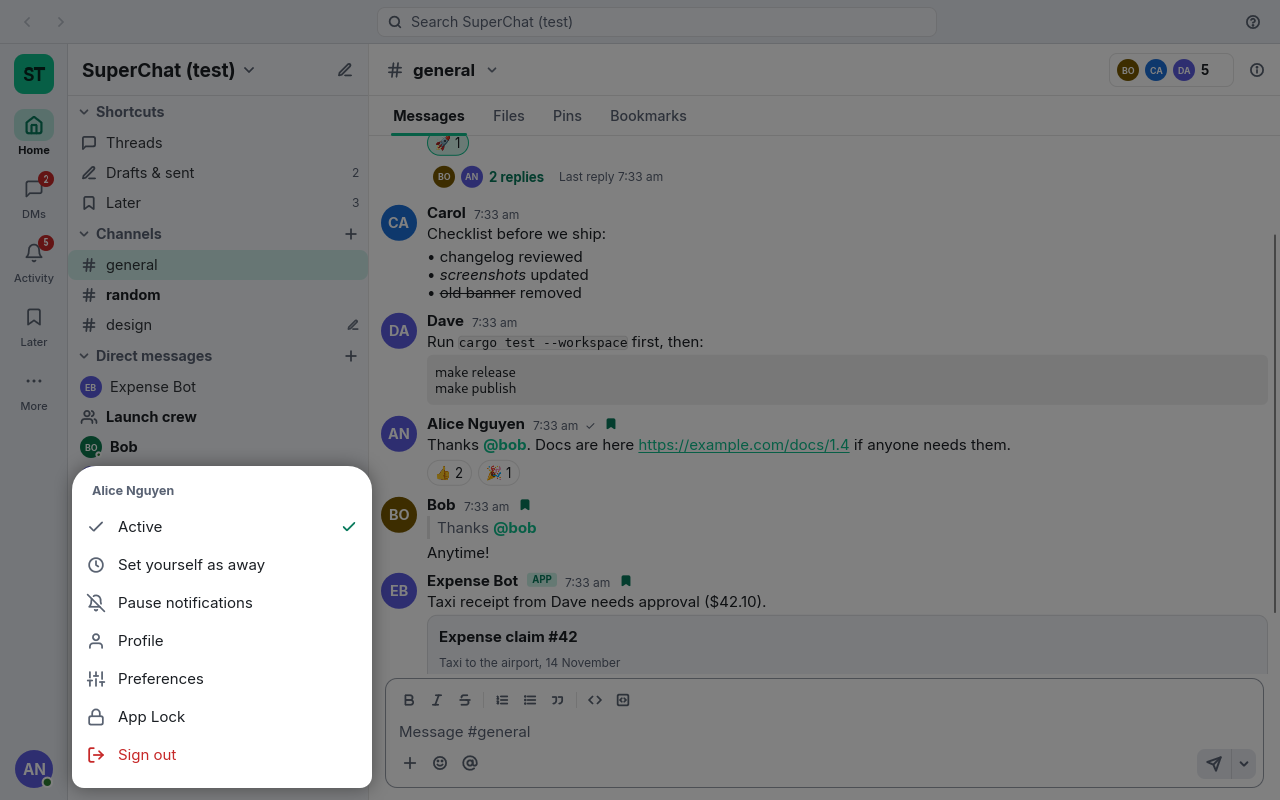 Search SuperChat (test)
ST
SuperChat (test)
general
BO CA DA 5
Home
DMs 2
Activity 5
Later
More
Shortcuts
Threads
Drafts & sent 2
Later 3
Channels
general
random
design
Direct messages
EB Expense Bot
Launch crew
BO Bob
Alice Nguyen
Active
Set yourself as away
Pause notifications
Profile
Preferences
App Lock
Sign out
AN
Messages Files Pins Bookmarks
🚀 1
BO AN 2 replies Last reply 7:33 am
CA Carol 7:33 am
Checklist before we ship:
• changelog reviewed
• screenshots updated
• old banner removed
DA Dave 7:33 am
Run cargo test --workspace first, then:
make release
make publish
AN Alice Nguyen 7:33 am
Thanks @bob. Docs are here https://example.com/docs/1.4 if anyone needs them.
👍 2 🎉 1
BO Bob 7:33 am
Thanks @bob
Anytime!
EB Expense Bot APP 7:33 am
Taxi receipt from Dave needs approval ($42.10).
Expense claim #42
Taxi to the airport, 14 November
Message #general